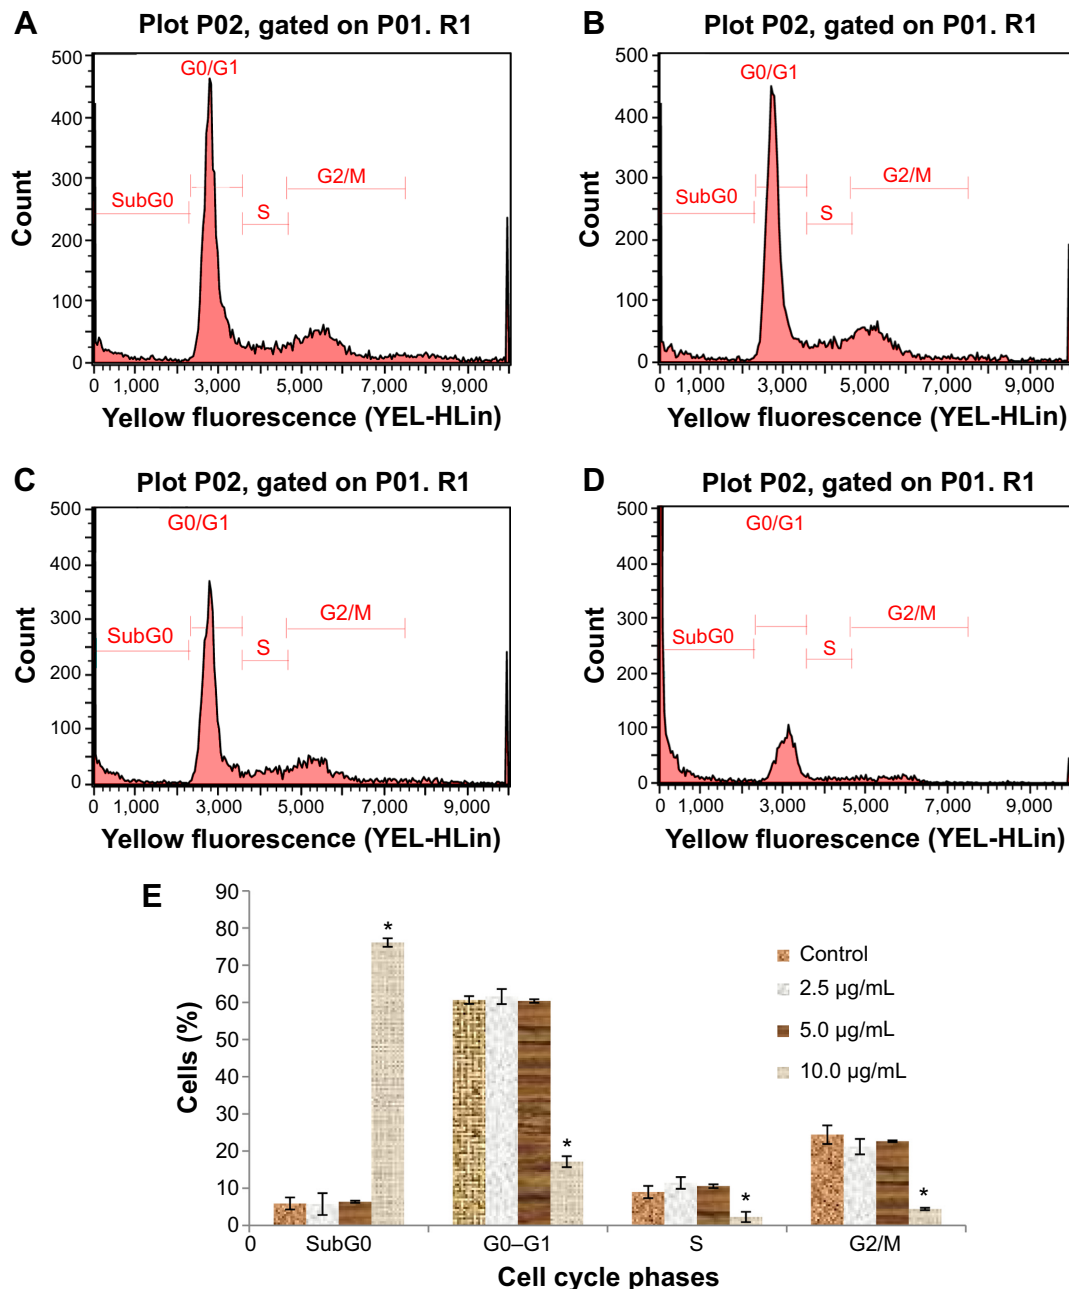 A Plot P02, gated on P01. R1
500
400
300
200
100
0
Count
G0/G1
G2/M
SubG0
S
0 1,000 3,000 5,000 7,000 9,000
Yellow fluorescence (YEL-HLin)
B Plot P02, gated on P01. R1
500
400
300
200
100
0
Count
G0/G1
G2/M
SubG0
S
0 1,000 3,000 5,000 7,000 9,000
Yellow fluorescence (YEL-HLin)
C Plot P02, gated on P01. R1
500
400
300
200
100
0
Count
G0/G1
G2/M
SubG0
S
0 1,000 3,000 5,000 7,000 9,000
Yellow fluorescence (YEL-HLin)
D Plot P02, gated on P01. R1
500
400
300
200
100
0
Count
G0/G1
G2/M
SubG0
S
0 1,000 3,000 5,000 7,000 9,000
Yellow fluorescence (YEL-HLin)
E
90
80
70
60
50
40
30
20
10
0
Cells (%)
*
*
*
*
Control
2.5 µg/mL
5.0 µg/mL
10.0 µg/mL
0 SubG0 G0–G1 S G2/M
Cell cycle phases